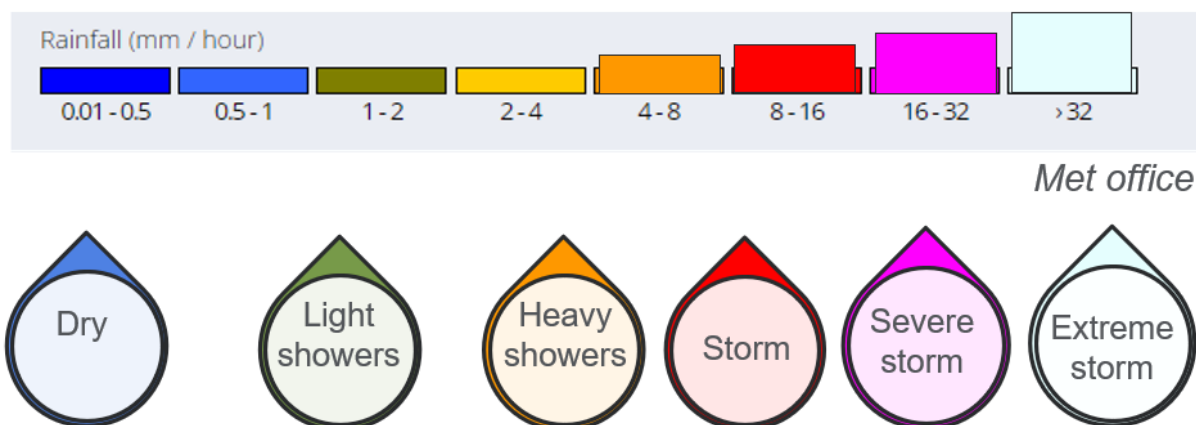 Rainfall (mm / hour)
0.01 - 0.5 0.5 - 1 1 - 2 2 - 4 4 - 8 8 - 16 16 - 32 › 32
Met office
Dry
Light
showers
Heavy
showers
Storm
Severe
storm
Extreme
storm